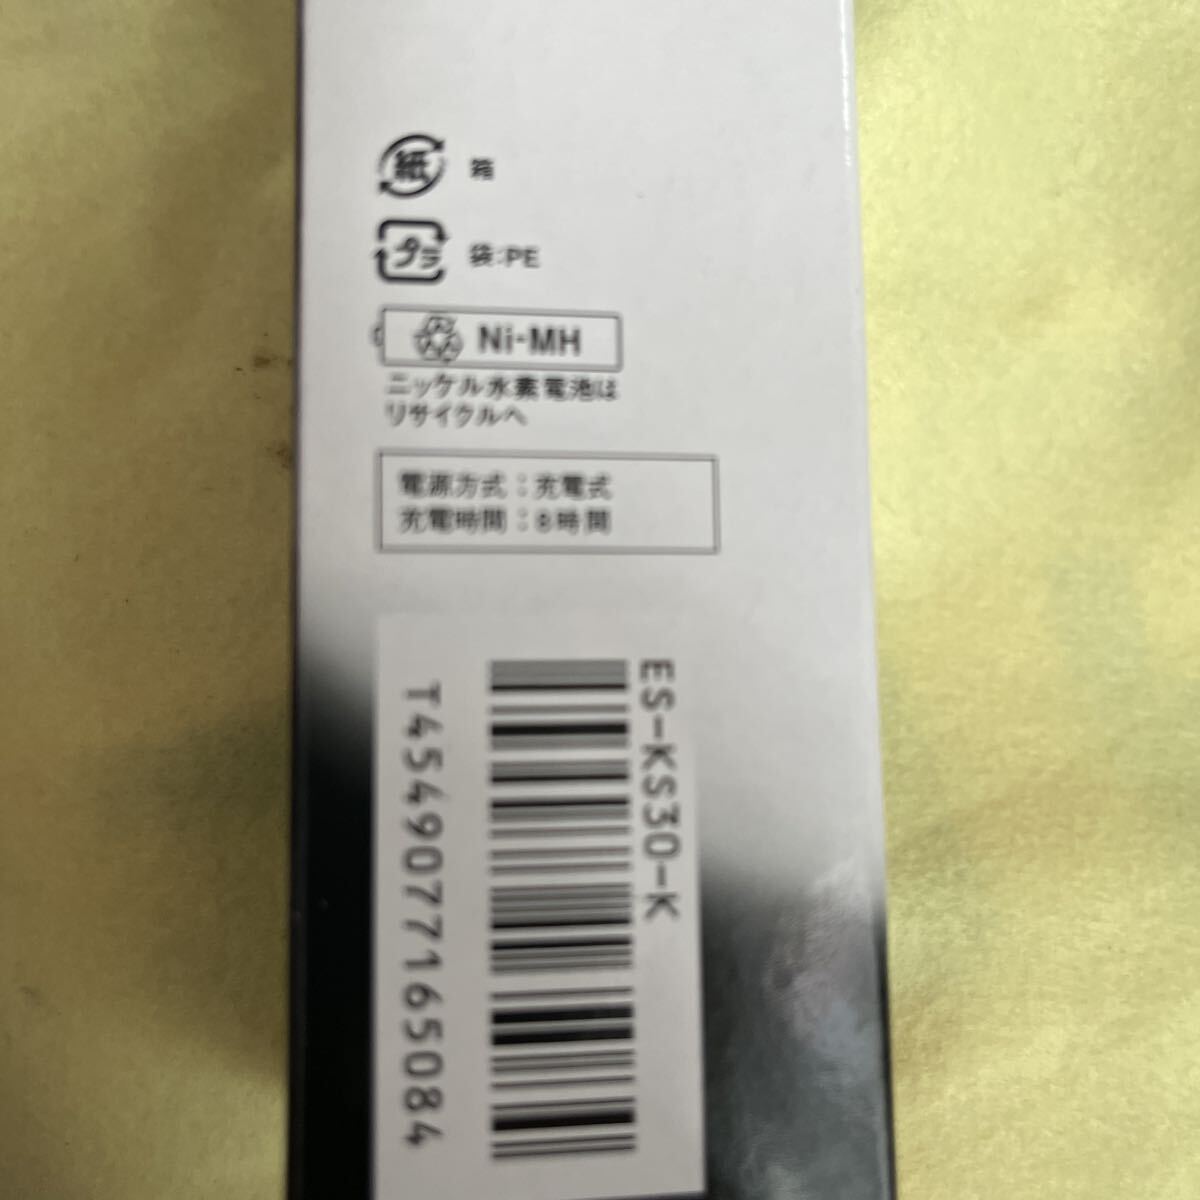 紙 箱
プラ 袋:PE
Ni-MH
ニッケル水素電池は
リサイクルへ
電源方式:充電式
充電時間:8時間
ES-KS30-K
T4549077165084